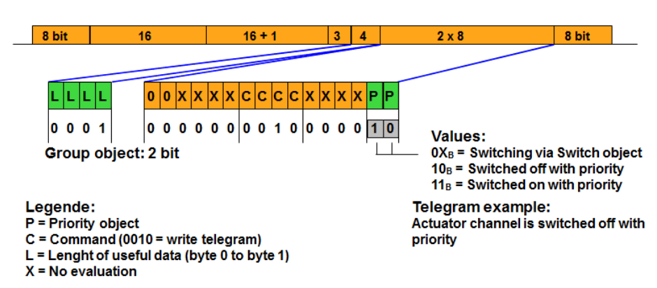 8 bit 16 16 + 1 3 4 2 x 8 8 bit
L L L L 0 0 X X X X C C C C X X X X P P
0 0 0 1 0 0 0 0 0 0 0 0 1 0 0 0 0 0 1 0
Group object: 2 bit
Values:
0XB = Switching via Switch object
10B = Switched off with priority
11B = Switched on with priority
Legende:
P = Priority object
C = Command (0010 = write telegram)
L = Lenght of useful data (byte 0 to byte 1)
X = No evaluation
Telegram example:
Actuator channel is switched off with
priority